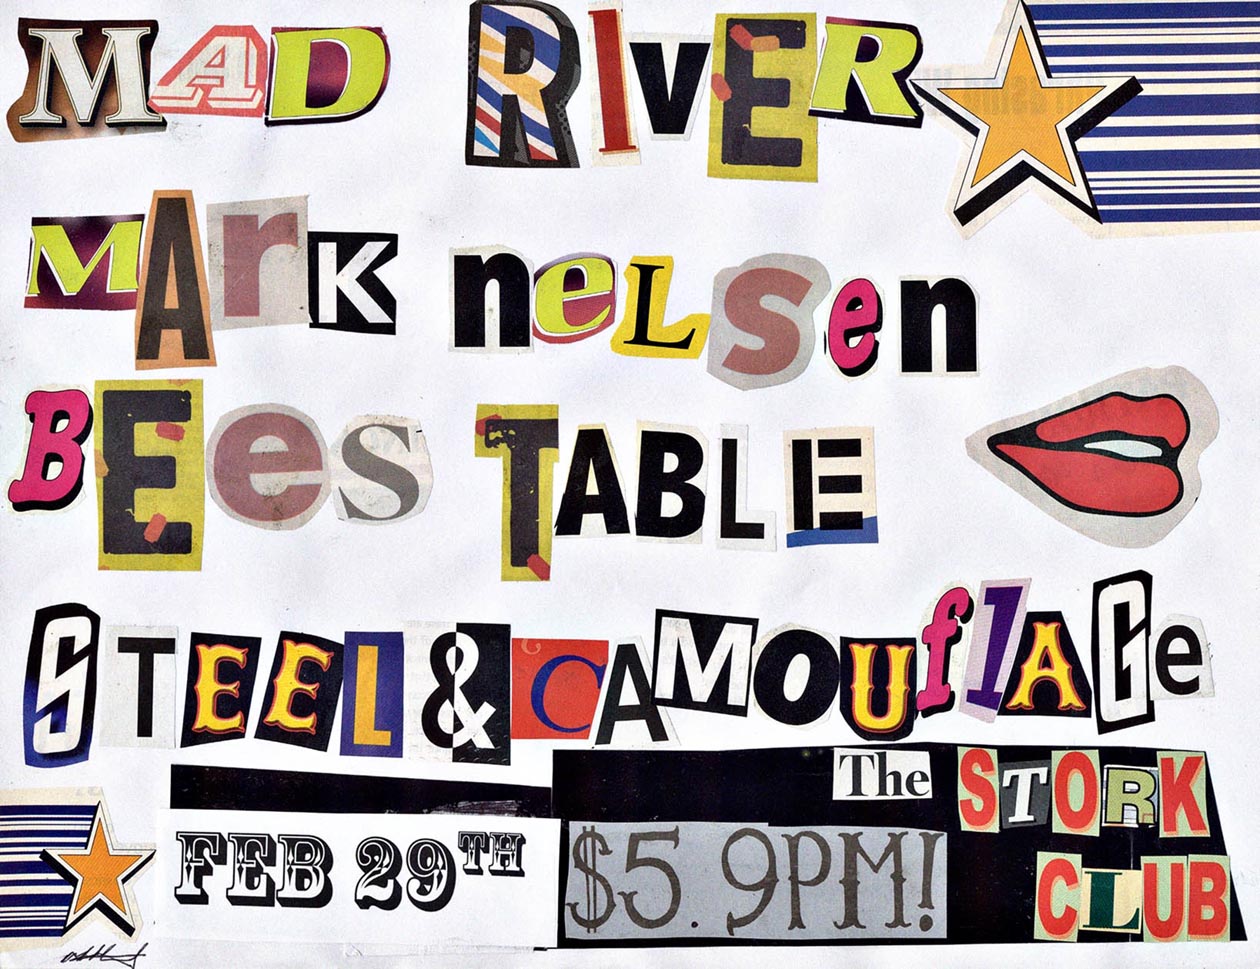 MAD RIVER
MArK neLsen
BEes TABLE
STEEL & CAMOUflAGe
The STORK
CLUB
FEB 29TH
$5. 9PM!